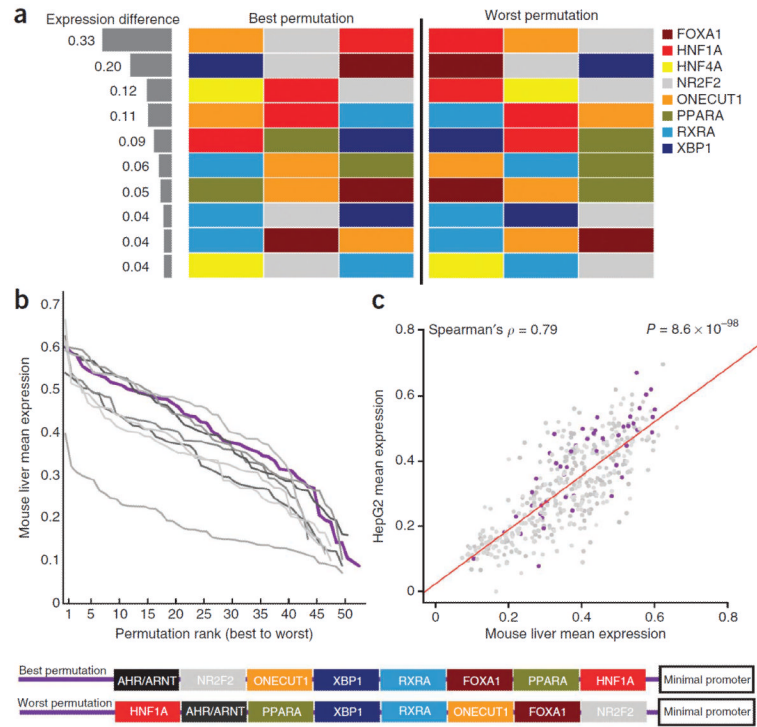 a
Expression difference
Best permutation
Worst permutation
0.33
0.20
0.12
0.11
0.09
0.06
0.05
0.04
0.04
0.04
FOXA1
HNF1A
HNF4A
NR2F2
ONECUT1
PPARA
RXRA
XBP1
b
Mouse liver mean expression
0.7
0.6
0.5
0.4
0.3
0.2
0.1
0
1 5 10 15 20 25 30 35 40 45 50
Permutation rank (best to worst)
c
Spearman's ρ = 0.79
P = 8.6 × 10⁻⁹⁸
HepG2 mean expression
0.8
0.6
0.4
0.2
0
0 0.2 0.4 0.6 0.8
Mouse liver mean expression
Best permutation AHR/ARNT NR2F2 ONECUT1 XBP1 RXRA FOXA1 PPARA HNF1A Minimal promoter
Worst permutation HNF1A AHR/ARNT PPARA XBP1 RXRA ONECUT1 FOXA1 NR2F2 Minimal promoter